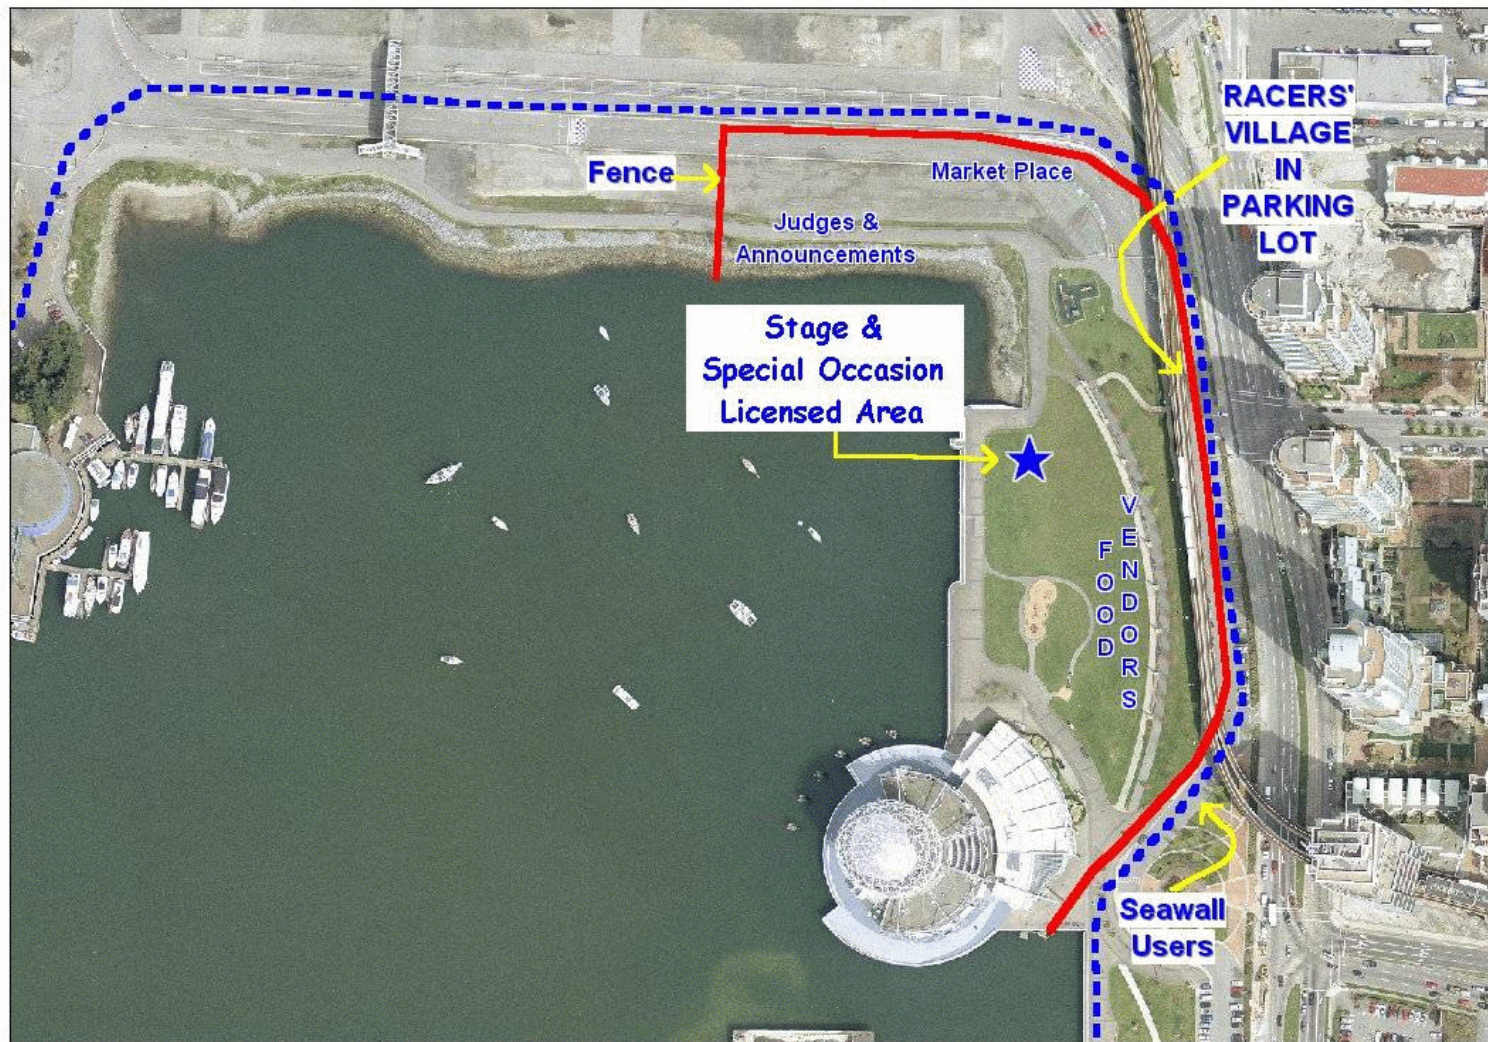 RACERS'
VILLAGE
IN
PARKING
LOT
Fence
Market Place
Judges &
Announcements
Stage &
Special Occasion
Licensed Area
FOOD
VENDORS
Seawall
Users